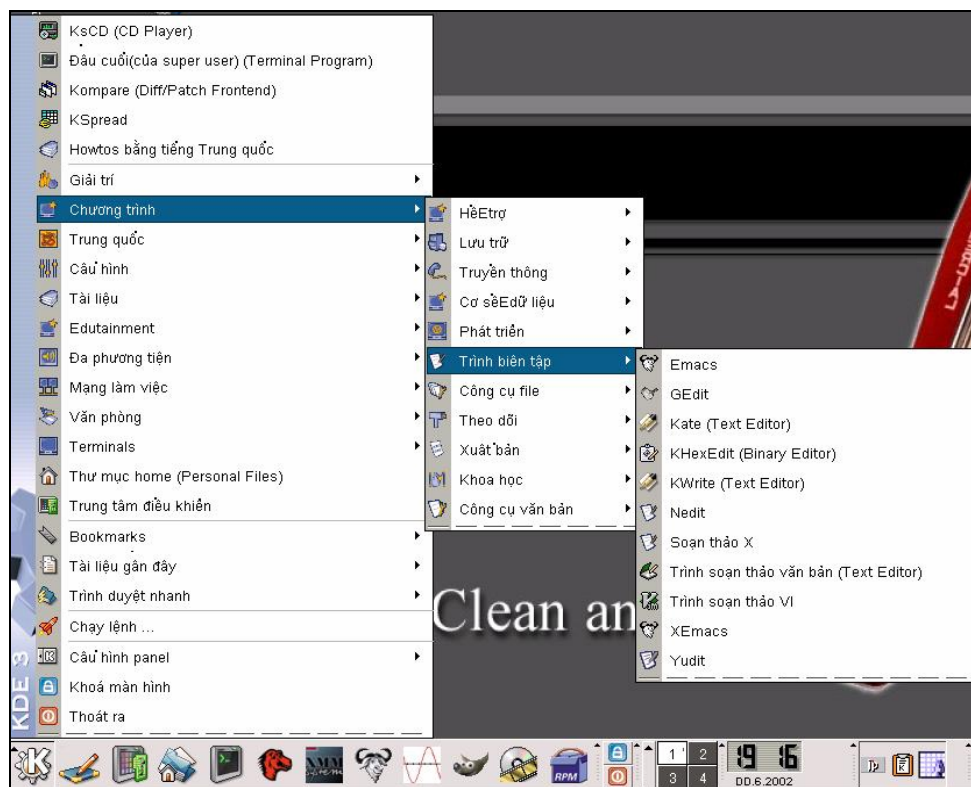 KsCD (CD Player)
Đâu cuối(của super user) (Terminal Program)
Kompare (Diff/Patch Frontend)
KSpread
Howtos bằng tiếng Trung quốc
Giải trí
Chương trình
Trung quốc
Câu hình
Tài liệu
Edutainment
Đa phương tiện
Mạng làm việc
Văn phòng
Terminals
Thư mục home (Personal Files)
Trung tâm điều khiển
Bookmarks
Tài liệu gần đây
Trình duyệt nhanh
Chạy lệnh ...
Cấu hình panel
Khoá màn hình
Thoát ra
KDE 3
HềEtrợ
Lưu trữ
Truyền thông
Cơ sềEdữ liệu
Phát triển
Trình biên tập
Công cụ file
Theo dõi
Xuất bản
Khoa học
Công cụ văn bản
Emacs
GEdit
Kate (Text Editor)
KHexEdit (Binary Editor)
KWrite (Text Editor)
Nedit
Soạn thảo X
Trình soạn thảo văn bản (Text Editor)
Trình soạn thảo VI
XEmacs
Yudit
Clean an
RPM
1 2
3 4
19 16
DD.6.2002